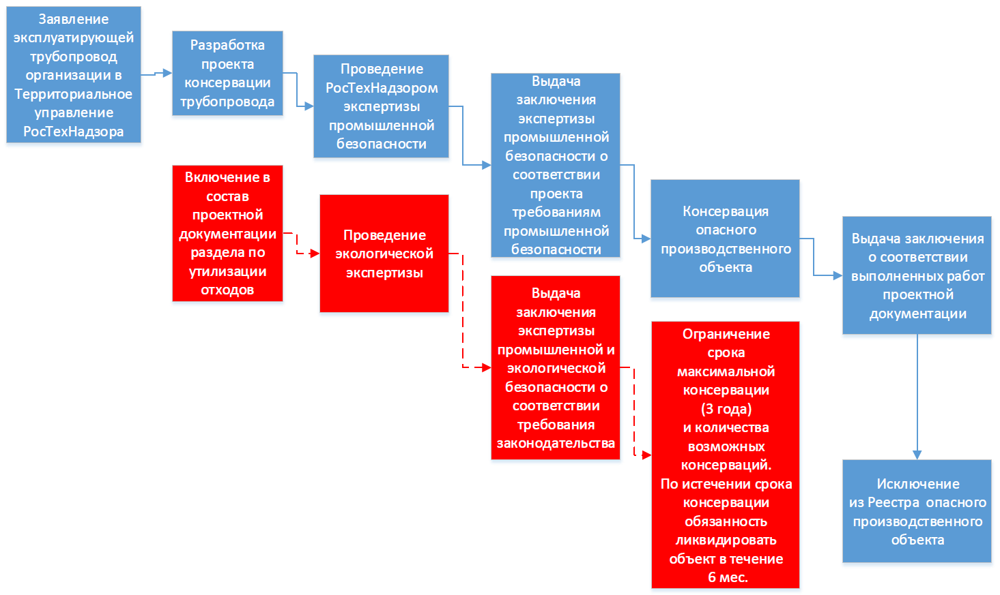 Заявление
эксплуатирующей
трубопровод
организации в
Территориальное
управление
РосТехНадзора
Разработка
проекта
консервации
трубопровода
Проведение
РосТехНадзором
экспертизы
промышленной
безопасности
Выдача
заключения
экспертизы
промышленной
безопасности о
соответствии
проекта
требованиям
промышленной
безопасности
Консервация
опасного
производственного
объекта
Выдача заключения
о соответствии
выполненных работ
проектной
документации
Исключение
из Реестра  опасного
производственного
объекта
Включение в
состав
проектной
документации
раздела по
утилизации
отходов
Проведение
экологической
экспертизы
Выдача
заключения
экспертизы
промышленной и
экологической
безопасности о
соответствии
требования
законодательства
Ограничение
срока
максимальной
консервации
(3 года)
и количества
возможных
консерваций.
По истечении срока
консервации
обязанность
ликвидировать
объект в течение
6 мес.